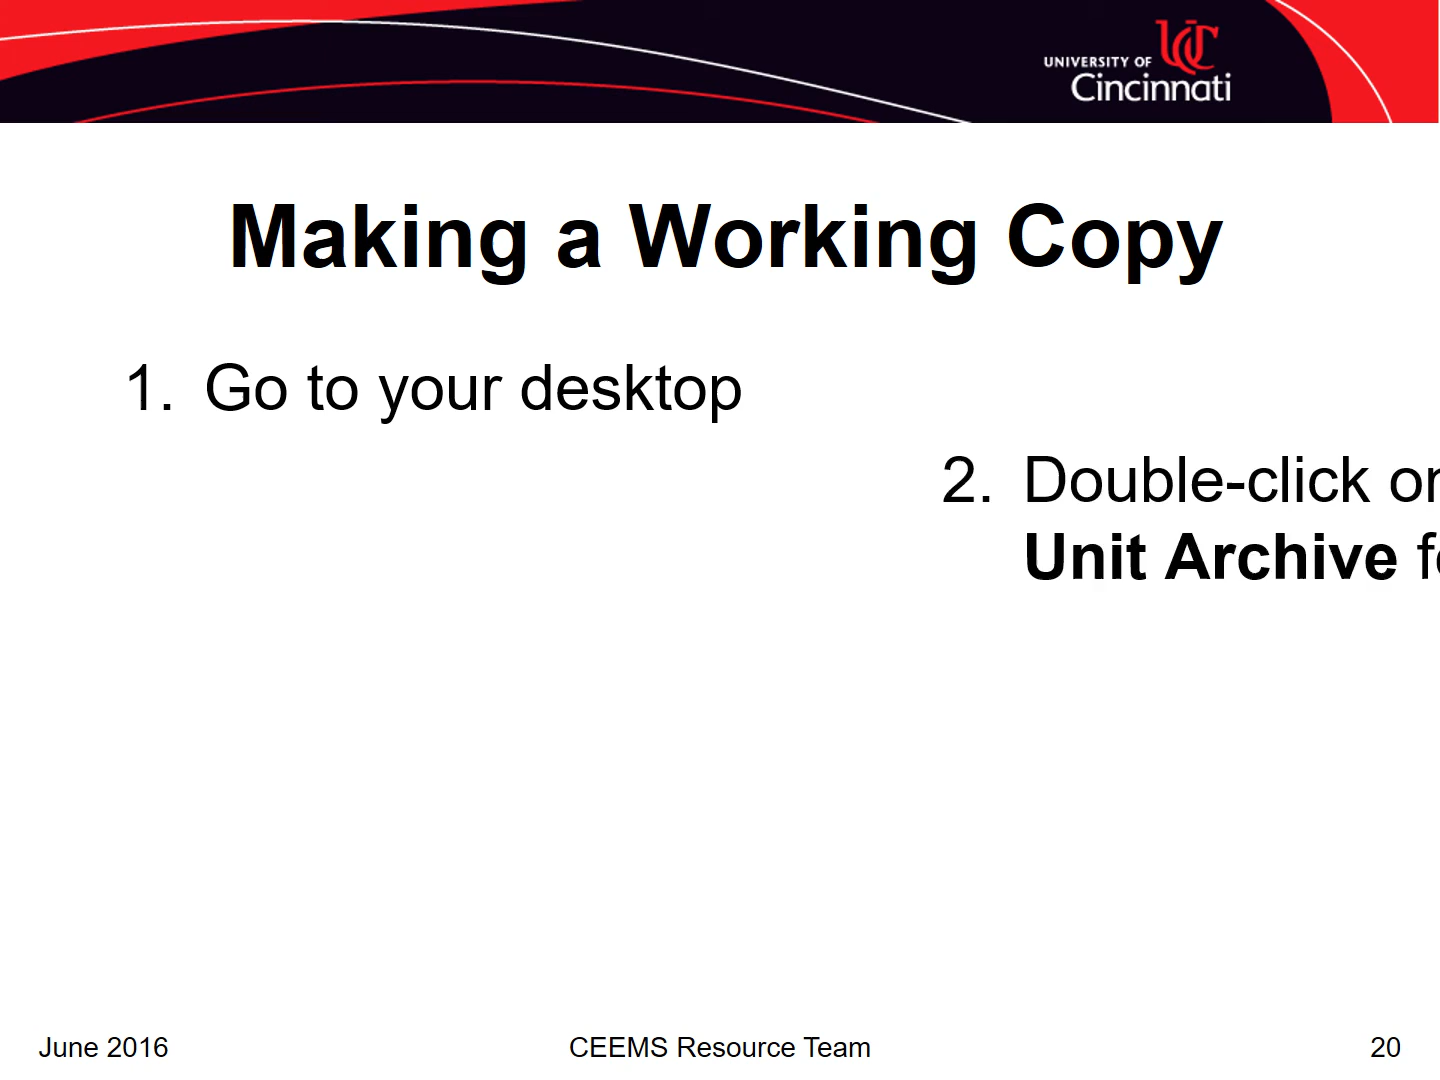 UC
UNIVERSITY OF
Cincinnati
Making a Working Copy
1. Go to your desktop
2. Double-click
Unit Archive
June 2016
CEEMS Resource Team
20